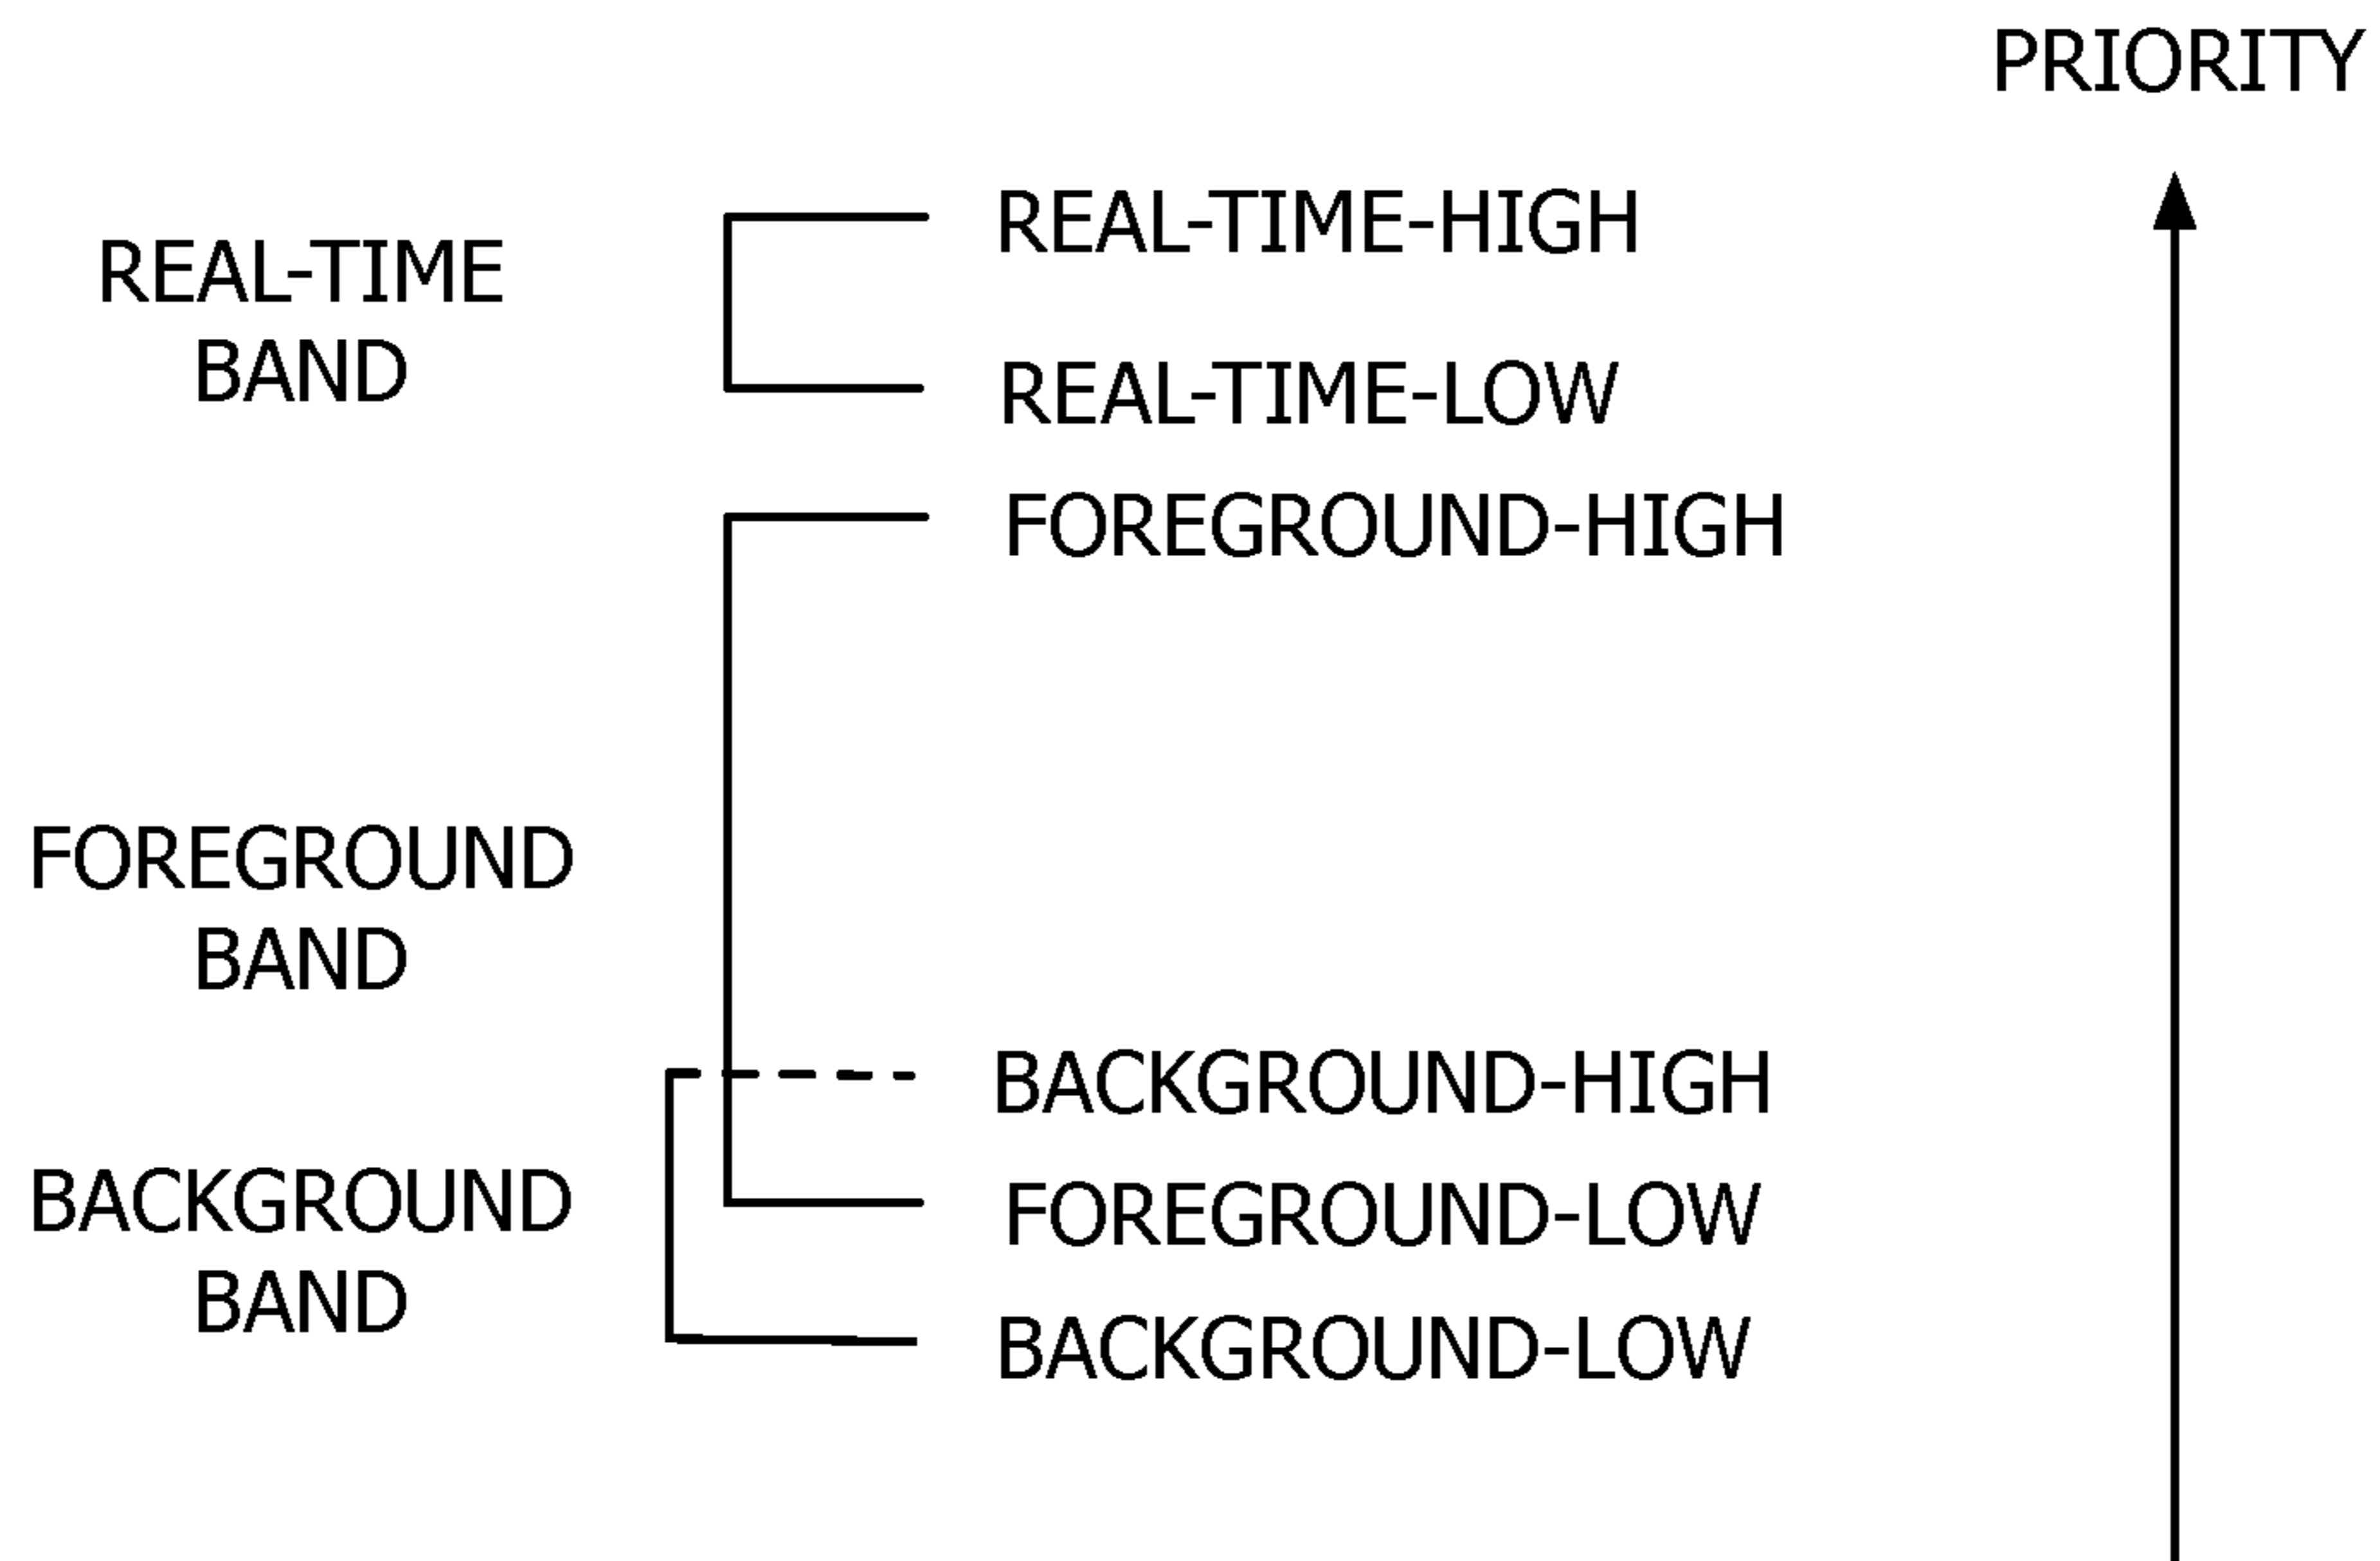 PRIORITY
REAL-TIME
BAND
REAL-TIME-HIGH
REAL-TIME-LOW
FOREGROUND-HIGH
FOREGROUND
BAND
BACKGROUND-HIGH
BACKGROUND
BAND
FOREGROUND-LOW
BACKGROUND-LOW